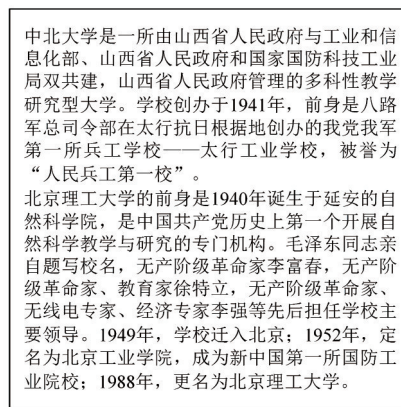 中北大学是一所由山西省人民政府与工业和信
息化部、山西省人民政府和国家国防科技工业
局双共建，山西省人民政府管理的多科性教学
研究型大学。学校创办于1941年，前身是八路
军总司令部在太行抗日根据地创办的我党我军
第一所兵工学校——太行工业学校，被誉为
“人民兵工第一校”。
北京理工大学的前身是1940年诞生于延安的自
然科学院，是中国共产党历史上第一个开展自
然科学教学与研究的专门机构。毛泽东同志亲
自题写校名，无产阶级革命家李富春，无产阶
级革命家、教育家徐特立，无产阶级革命家、
无线电专家、经济专家李强等先后担任学校主
要领导。1949年，学校迁入北京；1952年，定
名为北京工业学院，成为新中国第一所国防工
业院校；1988年，更名为北京理工大学。